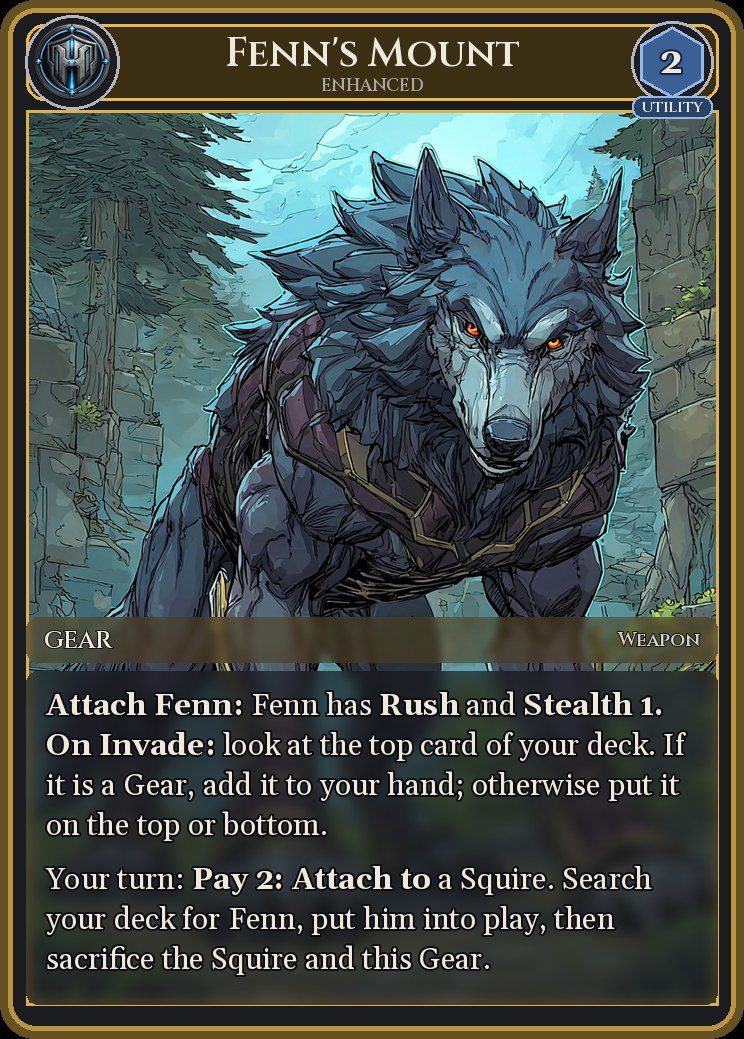 Fenn's Mount
ENHANCED
2
UTILITY
GEAR
Weapon
Attach Fenn: Fenn has Rush and Stealth 1.
On Invade: look at the top card of your deck. If
it is a Gear, add it to your hand; otherwise put it
on the top or bottom.
Your turn: Pay 2: Attach to a Squire. Search
your deck for Fenn, put him into play, then
sacrifice the Squire and this Gear.